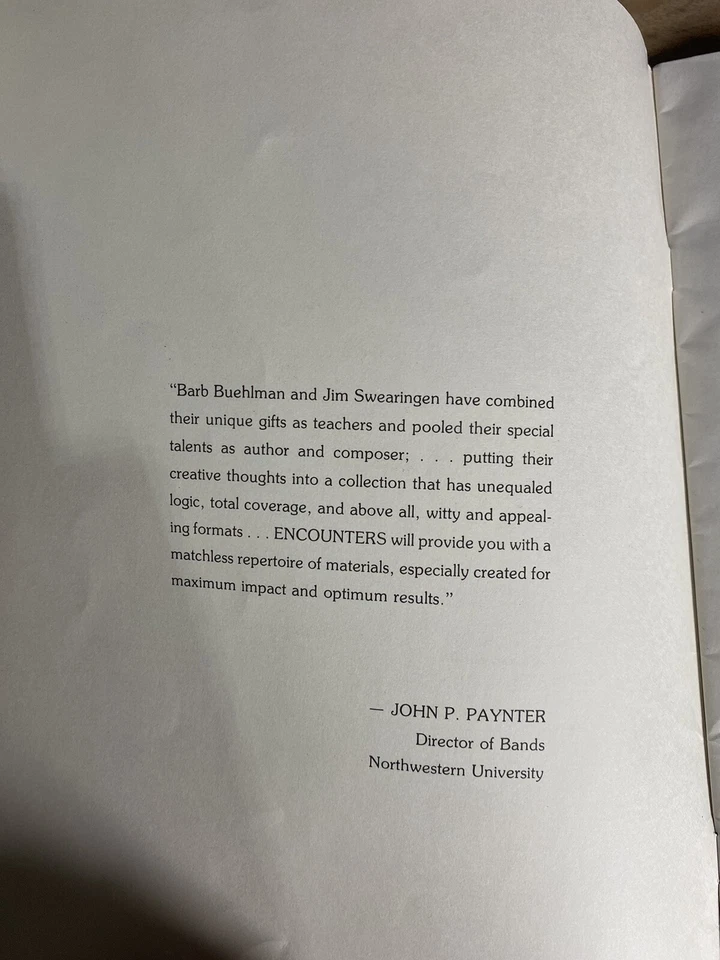 “Barb Buehlman and Jim Swearingen have combined
their unique gifts as teachers and pooled their special
talents as author and composer; . . . putting their
creative thoughts into a collection that has unequaled
logic, total coverage, and above all, witty and appeal-
ing formats . . . ENCOUNTERS will provide you with a
matchless repertoire of materials, especially created for
maximum impact and optimum results.”
— JOHN P. PAYNTER
Director of Bands
Northwestern University